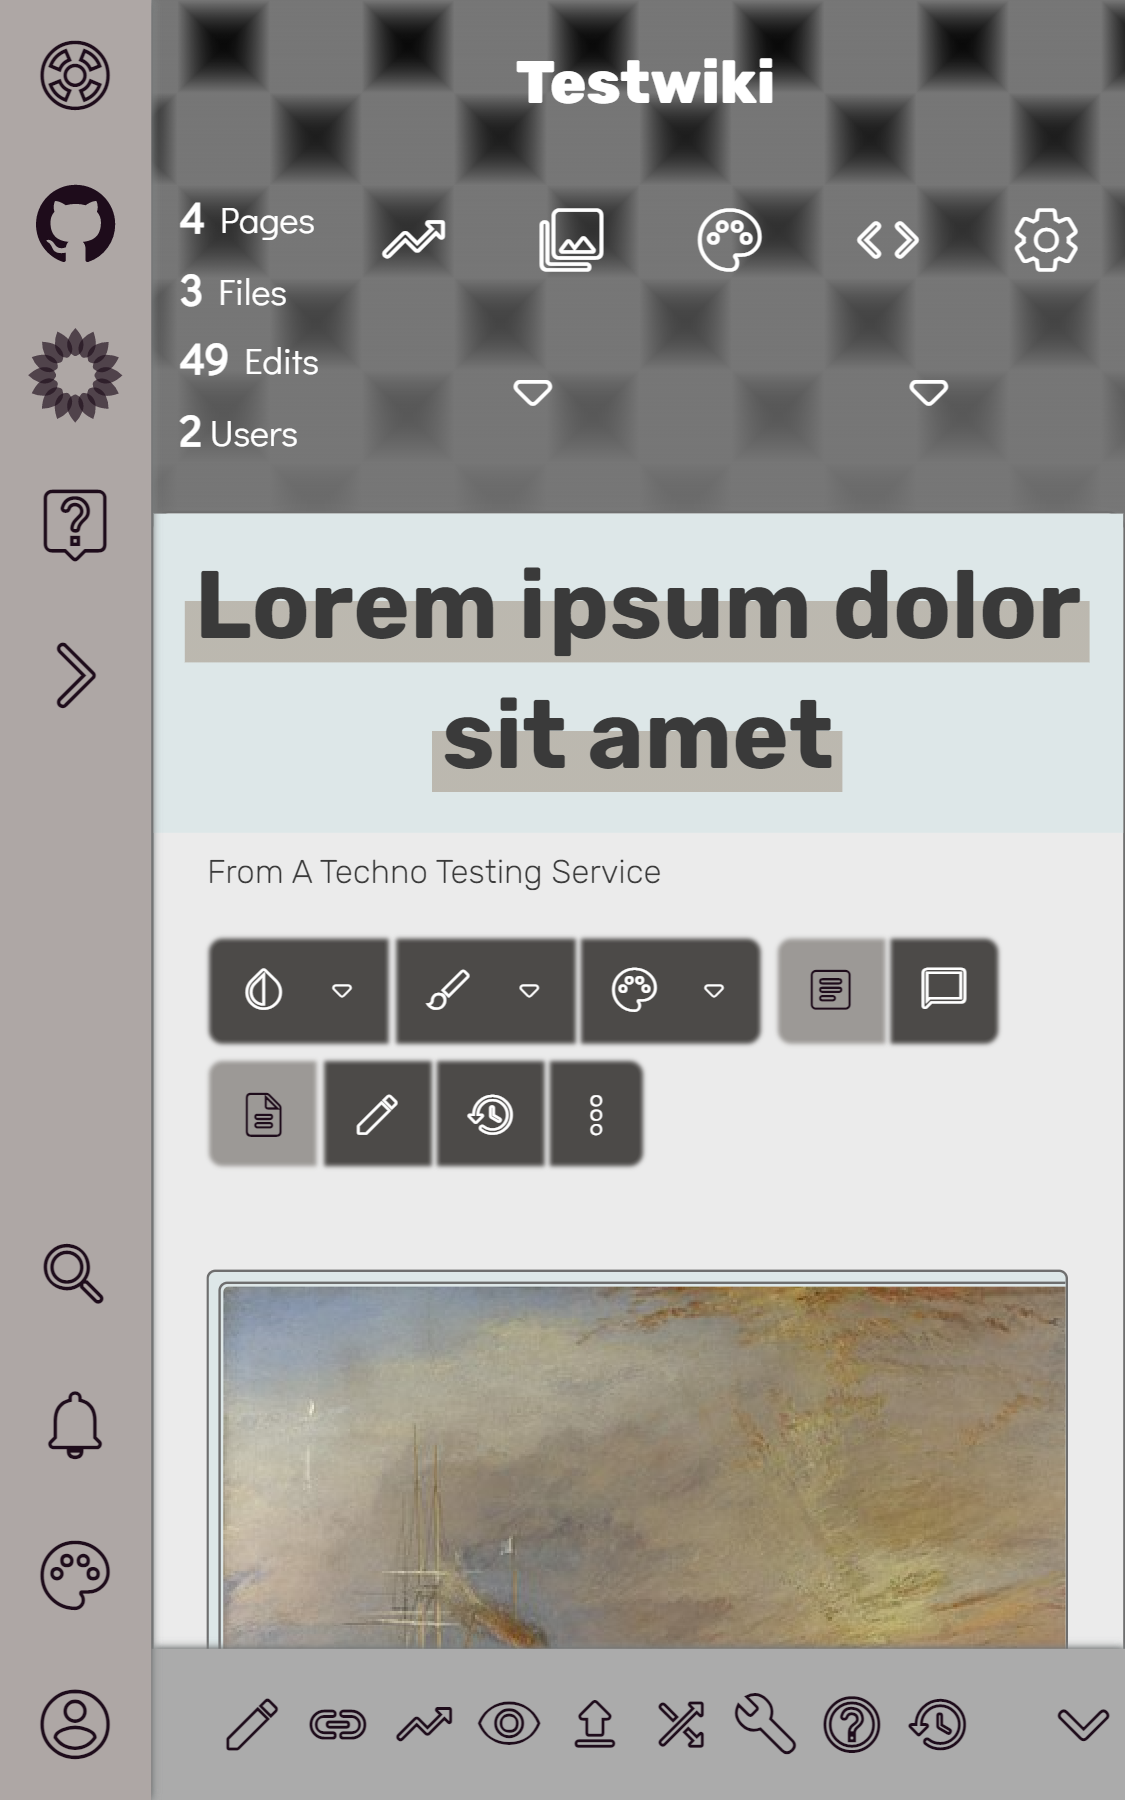 Testwiki
4 Pages
3 Files
49 Edits
2 Users
Lorem ipsum dolor
sit amet
From A Techno Testing Service